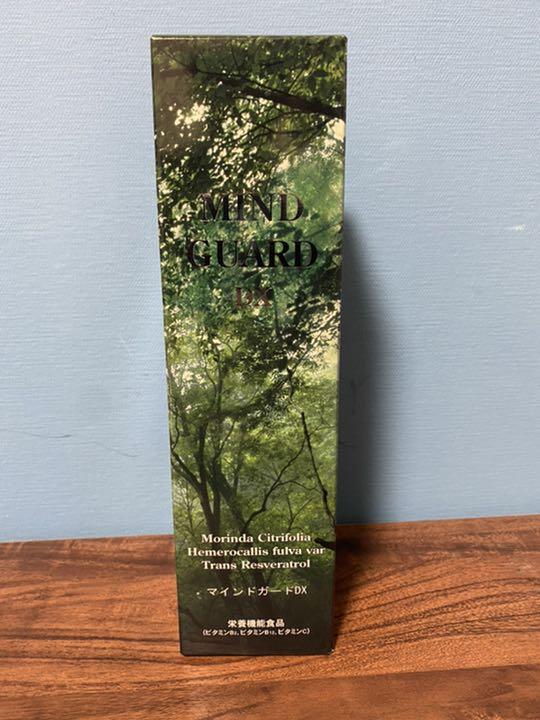 MIND
GUARD
DX
Morinda Citrifolia
Hemerocallis fulva var
Trans Resveratrol
マインドガードDX
栄養機能食品
(ビタミンB2, ビタミンB12, ビタミンC)